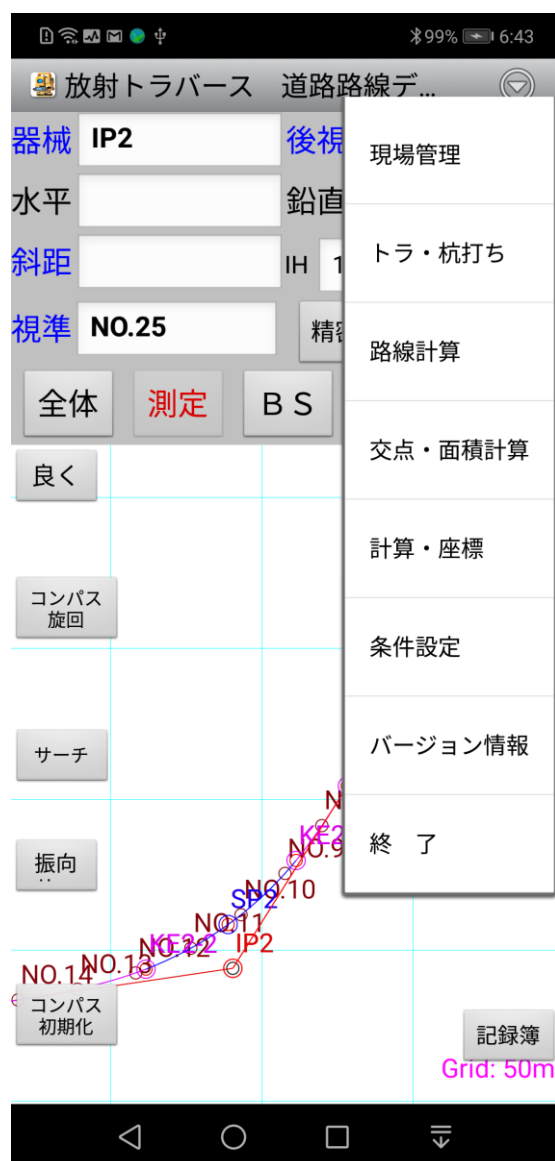 99% 6:43
放射トラバース 道路路線デ...
器械 IP2 後視
水平 鉛直
斜距 IH 1
視準 NO.25 精
全体 測定 ＢＳ
現場管理
トラ・杭打ち
路線計算
交点・面積計算
計算・座標
条件設定
バージョン情報
終 了
良く
コンパス
旋回
サーチ
振向
KE2
NO.9
NO.10
SP2
NO.11
IP2
NO.12
KE2-2
NO.13
NO.14
コンパス
初期化
記録簿
Grid: 50m